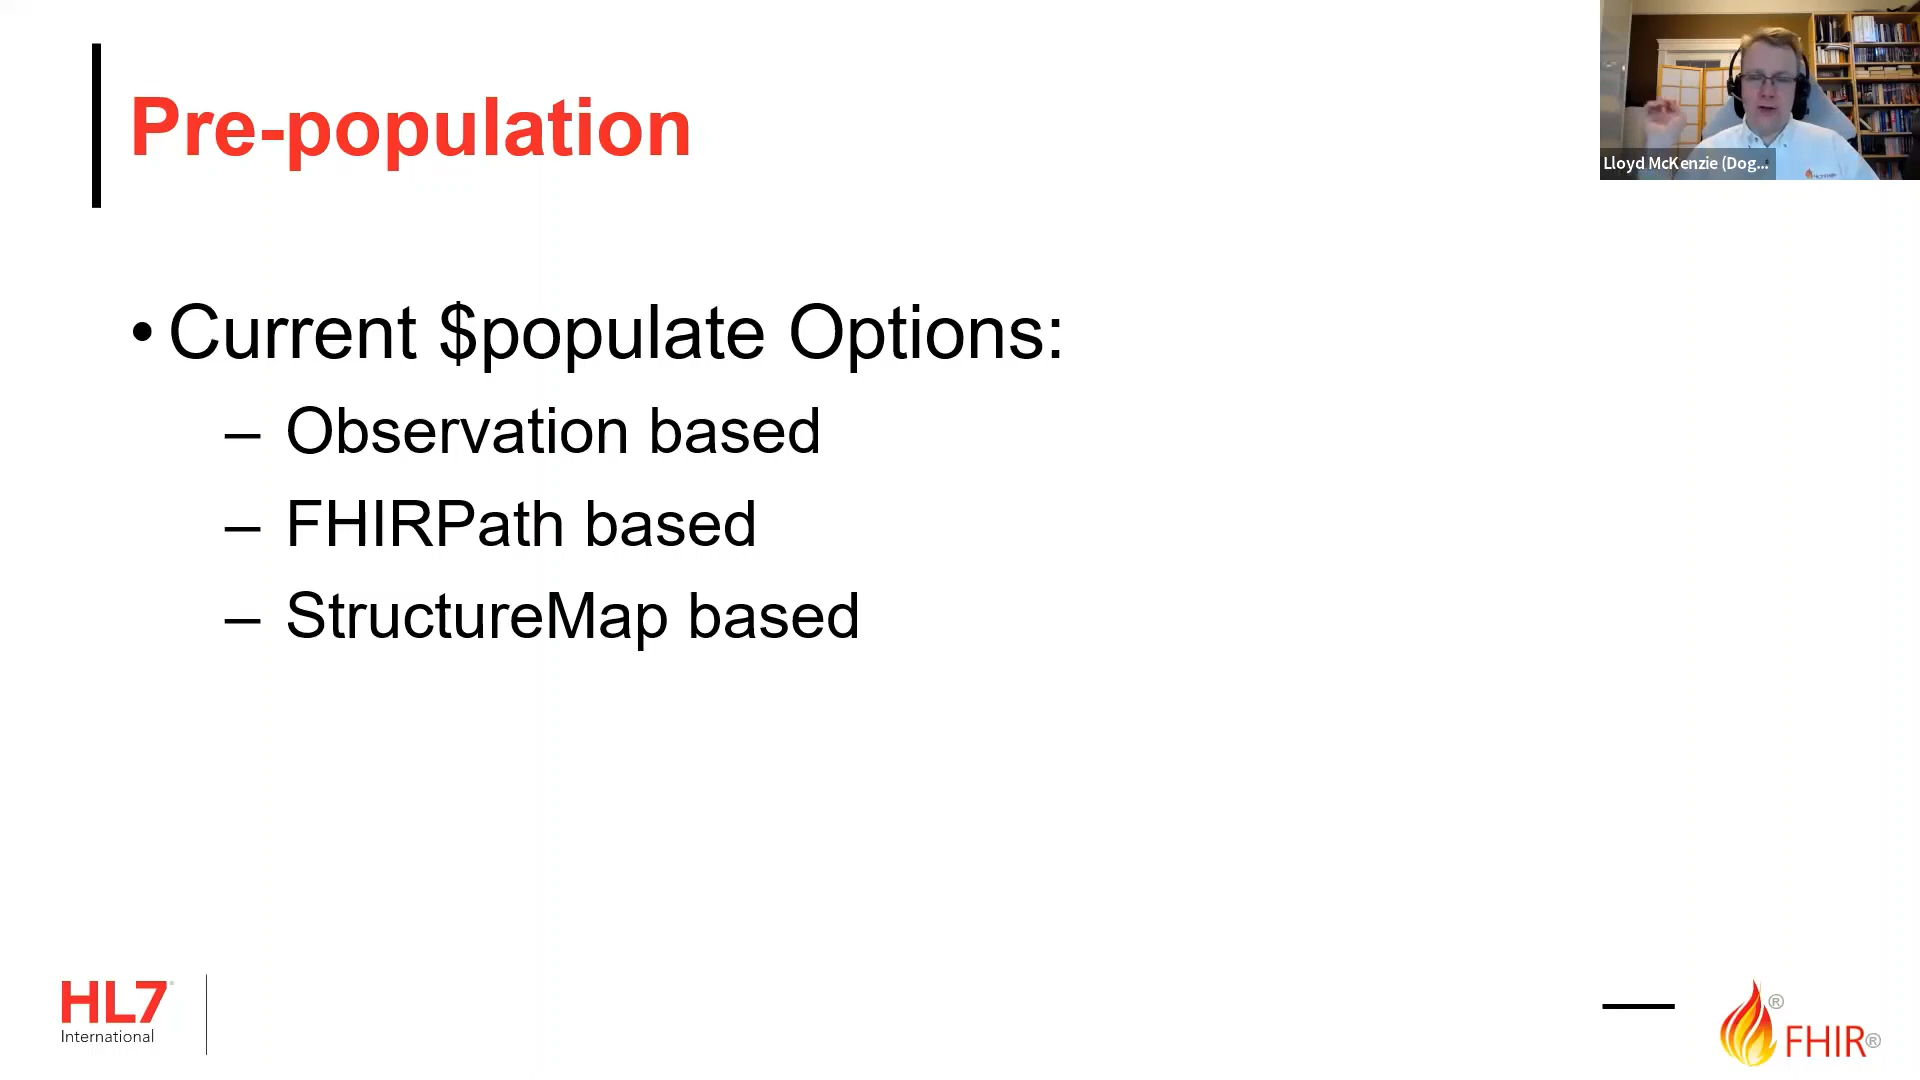 Pre-population
Lloyd McKenzie (Dog...
• Current $populate Options:
– Observation based
– FHIRPath based
– StructureMap based
HL7
International
®
FHIR®